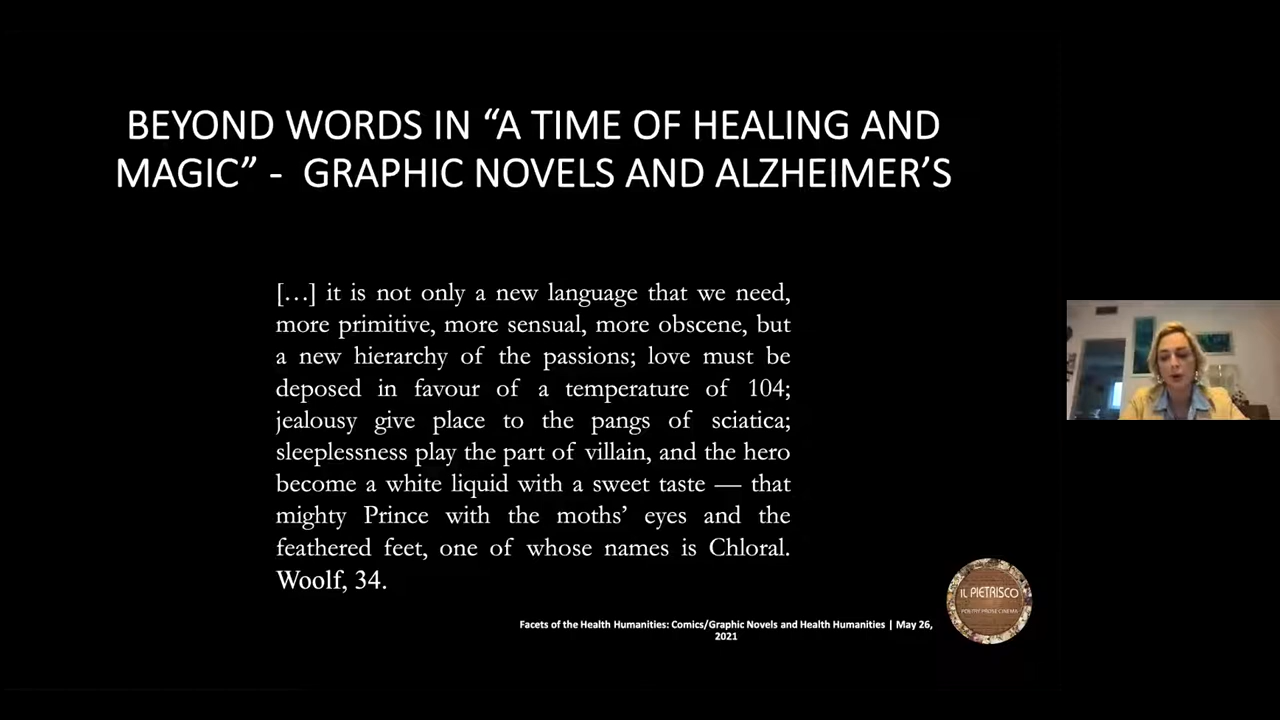 BEYOND WORDS IN “A TIME OF HEALING AND
MAGIC” - GRAPHIC NOVELS AND ALZHEIMER’S
[…] it is not only a new language that we need,
more primitive, more sensual, more obscene, but
a new hierarchy of the passions; love must be
deposed in favour of a temperature of 104;
jealousy give place to the pangs of sciatica;
sleeplessness play the part of villain, and the hero
become a white liquid with a sweet taste — that
mighty Prince with the moths’ eyes and the
feathered feet, one of whose names is Chloral.
Woolf, 34.
Facets of the Health Humanities: Comics/Graphic Novels and Health Humanities | May 26,
2021
IL PIETRISCO
POETRY PROSE CINEMA